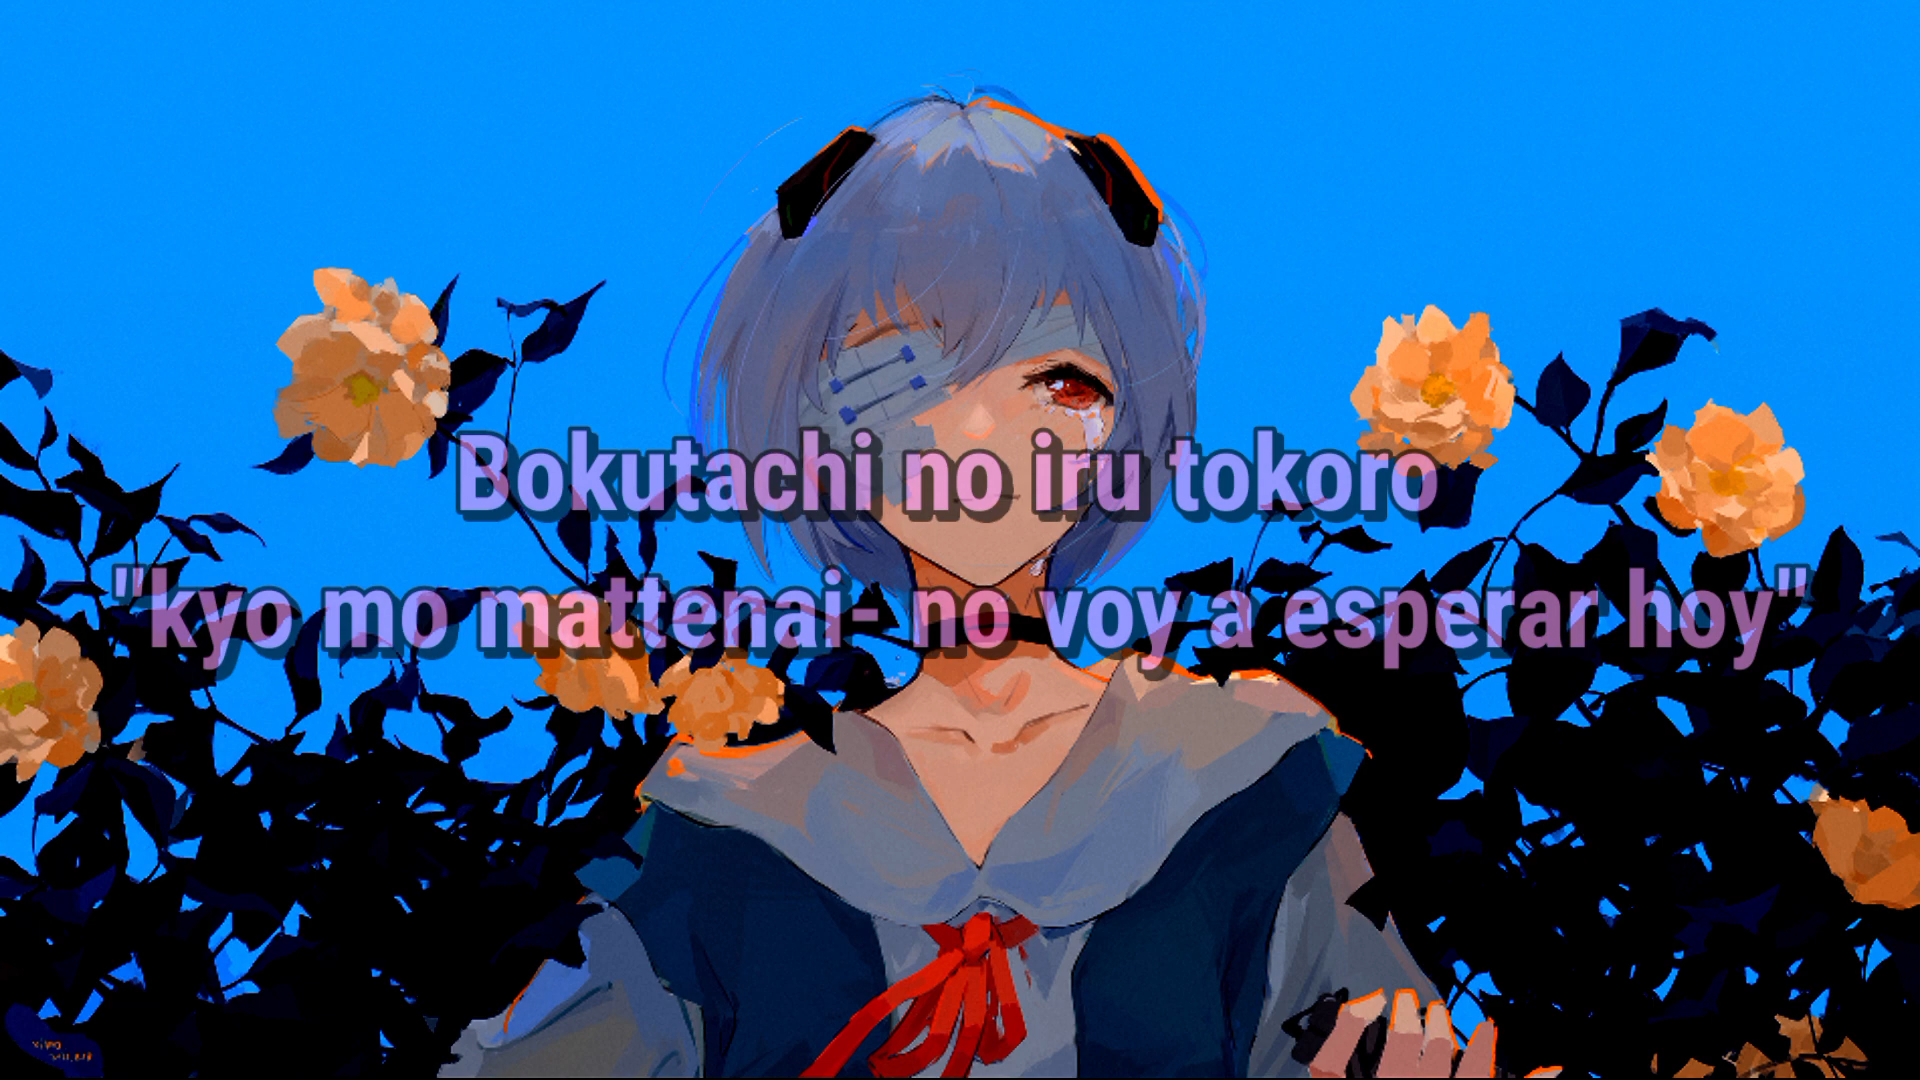 Bokutachi no iru tokoro
"kyo mo mattenai- no voy a esperar hoy"